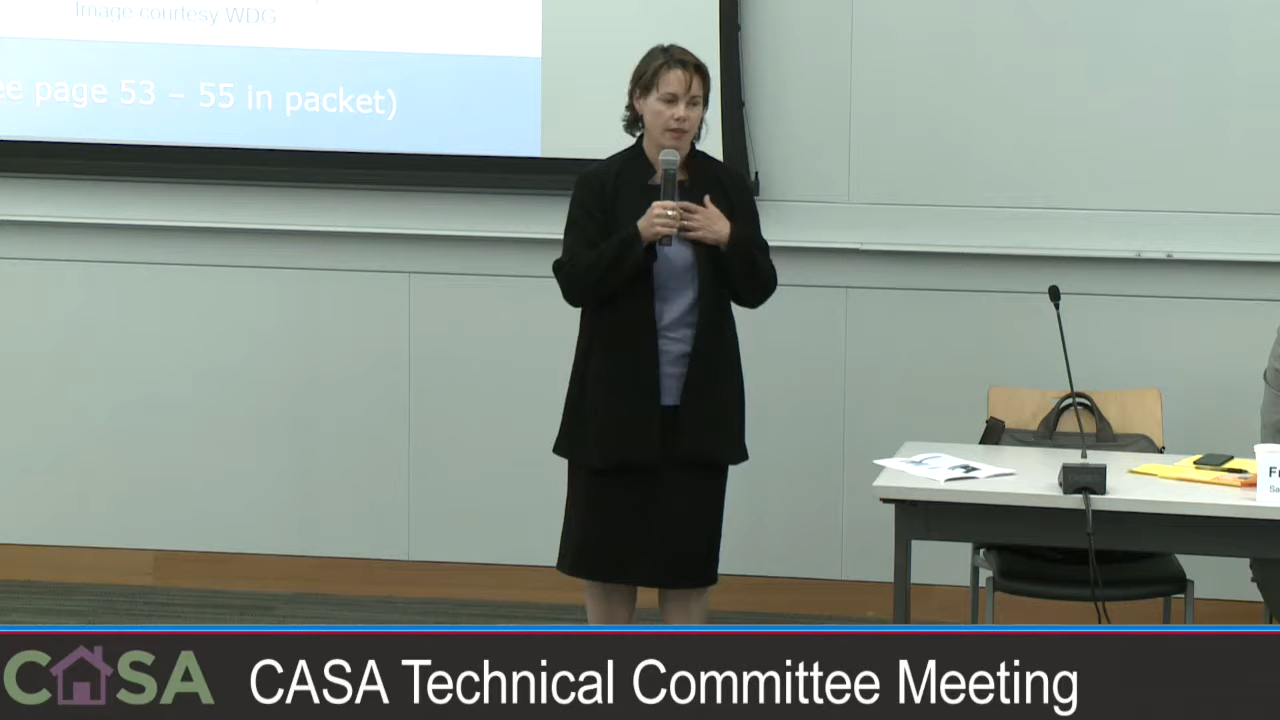 Image courtesy WDG
ee page 53 – 55 in packet)
CASA CASA Technical Committee Meeting